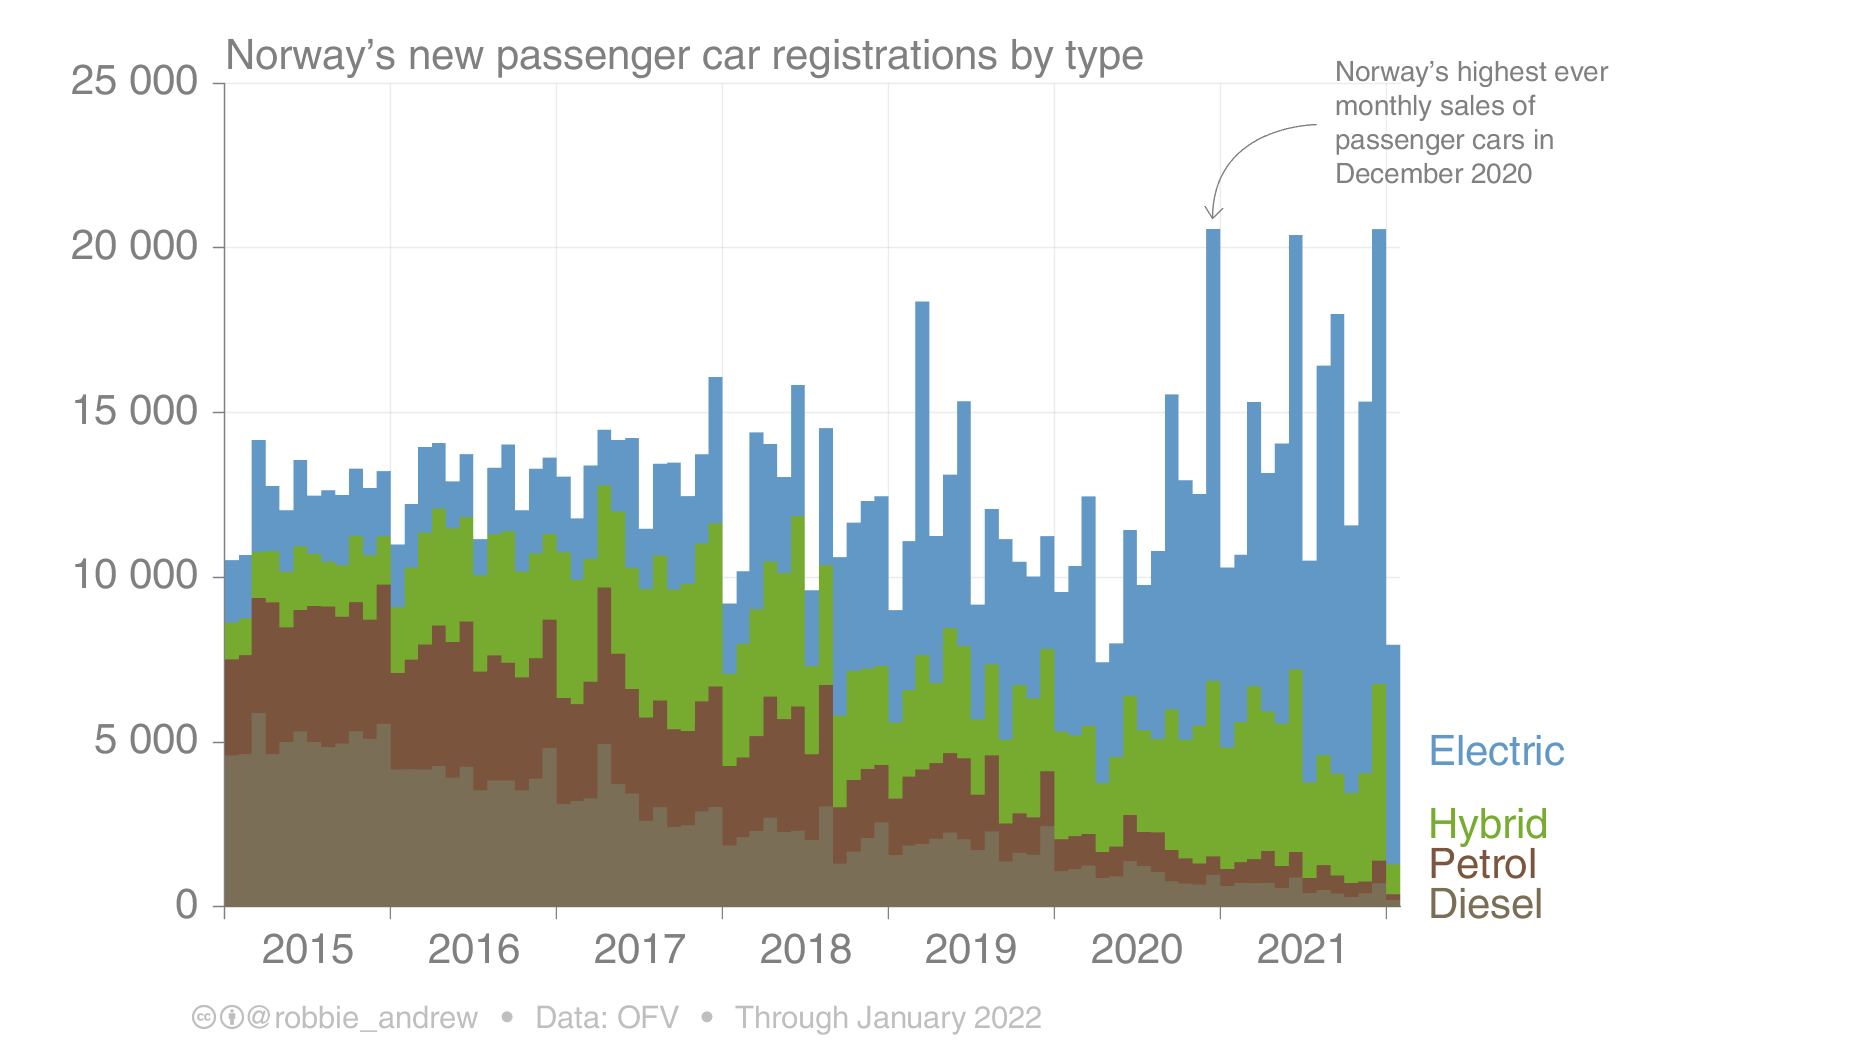 Norway’s new passenger car registrations by type
Norway’s highest ever
monthly sales of
passenger cars in
December 2020
25 000
20 000
15 000
10 000
5 000
0
Electric
Hybrid
Petrol
Diesel
2015 2016 2017 2018 2019 2020 2021
cc @robbie_andrew • Data: OFV • Through January 2022